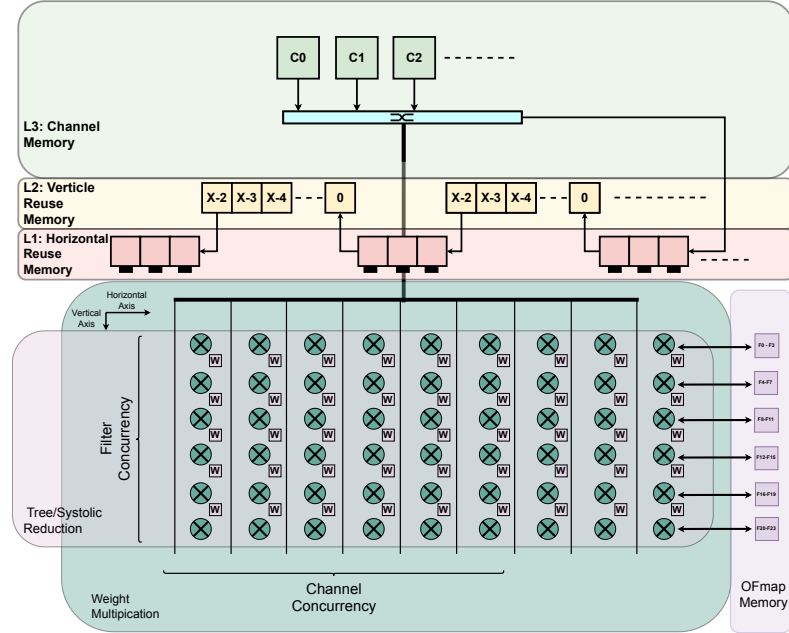 C0 C1 C2
L3: Channel
Memory
L2: Verticle
Reuse
Memory
X-2 X-3 X-4 0 X-2 X-3 X-4 0
L1: Horizontal
Reuse
Memory
Horizontal
Axis
Vertical
Axis
Filter
Concurrency
W W W W W W W W W
W W W W W W W W W
W W W W W W W W W
W W W W W W W W W
W W W W W W W W W
F0 - F3
F4-F7
F8-F11
F12-F15
F16-F19
F20-F23
Tree/Systolic
Reduction
Channel
Concurrency
Weight
Multipication
OFmap
Memory